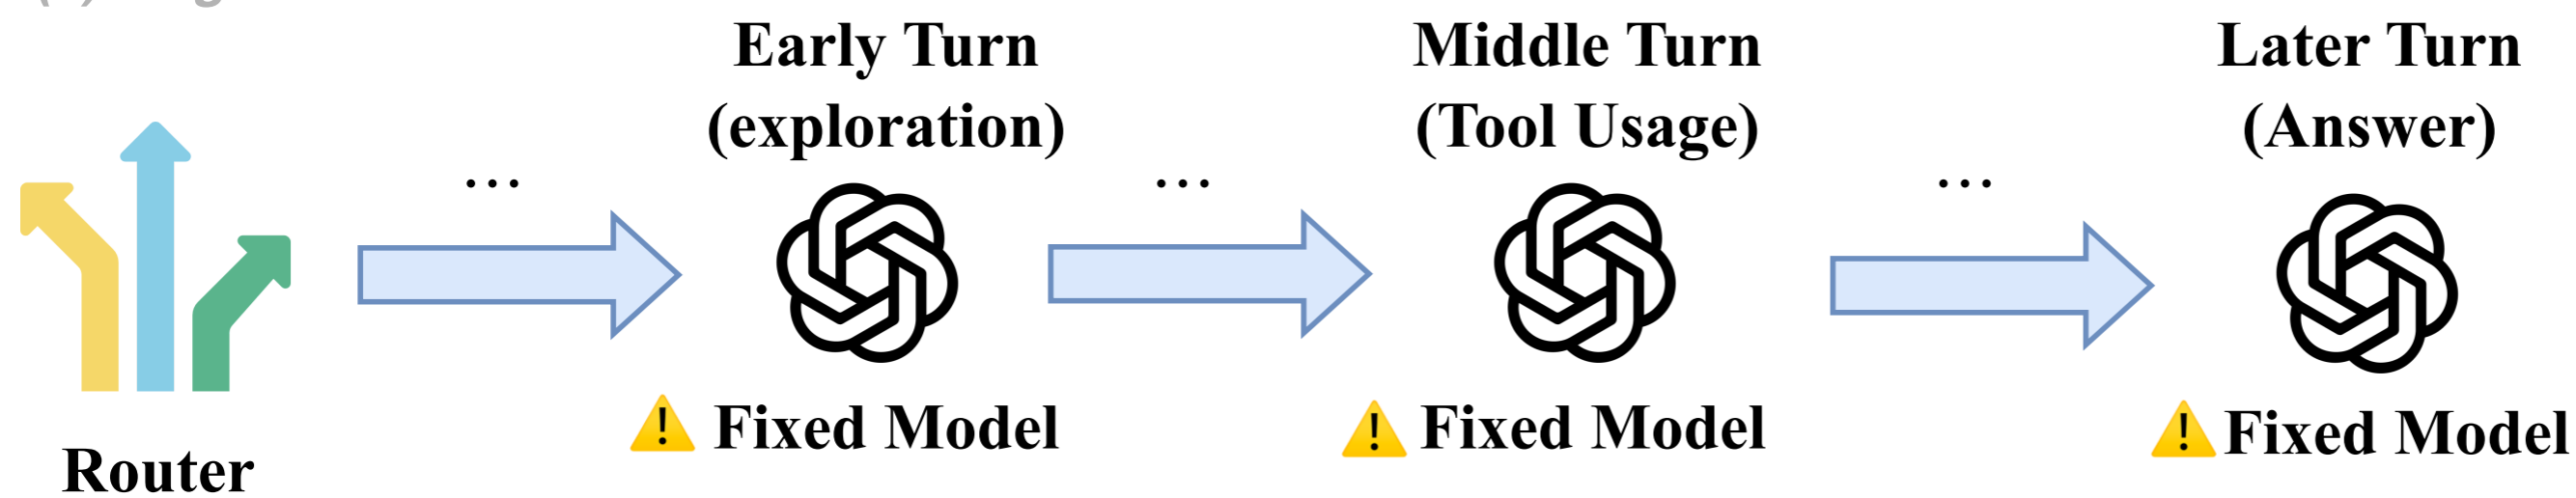 Early Turn
(exploration)
Middle Turn
(Tool Usage)
Later Turn
(Answer)
...
...
...
⚠ Fixed Model
⚠ Fixed Model
⚠ Fixed Model
Router